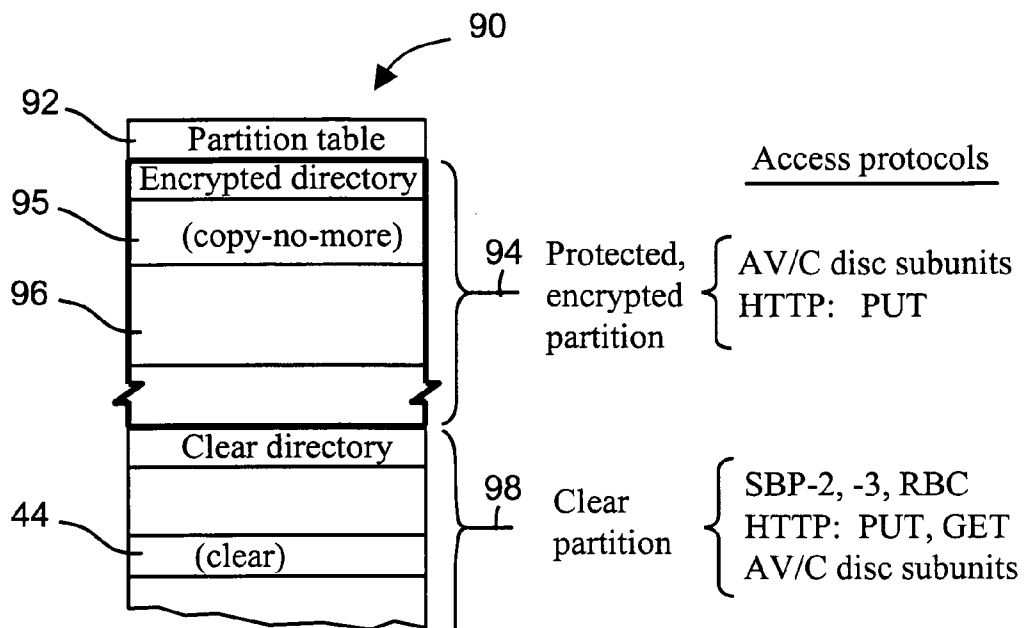 90
92
Partition table
Access protocols
Encrypted directory
95
(copy-no-more)
94
Protected,
encrypted
partition
AV/C disc subunits
HTTP: PUT
96
Clear directory
98
Clear
partition
SBP-2, -3, RBC
HTTP: PUT, GET
AV/C disc subunits
44
(clear)